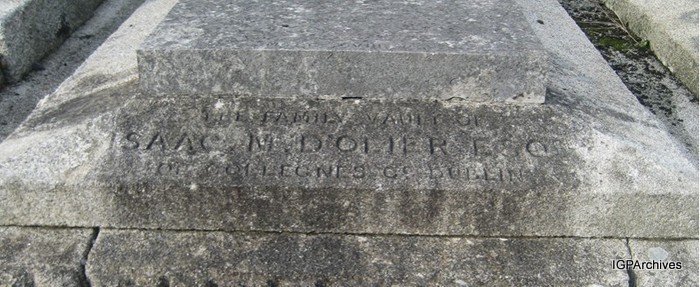 THE FAMILY VAULT OF
ISAAC M. D'OLIER ESQ
OF COLLEGNES Co DUBLIN
IGPArchives